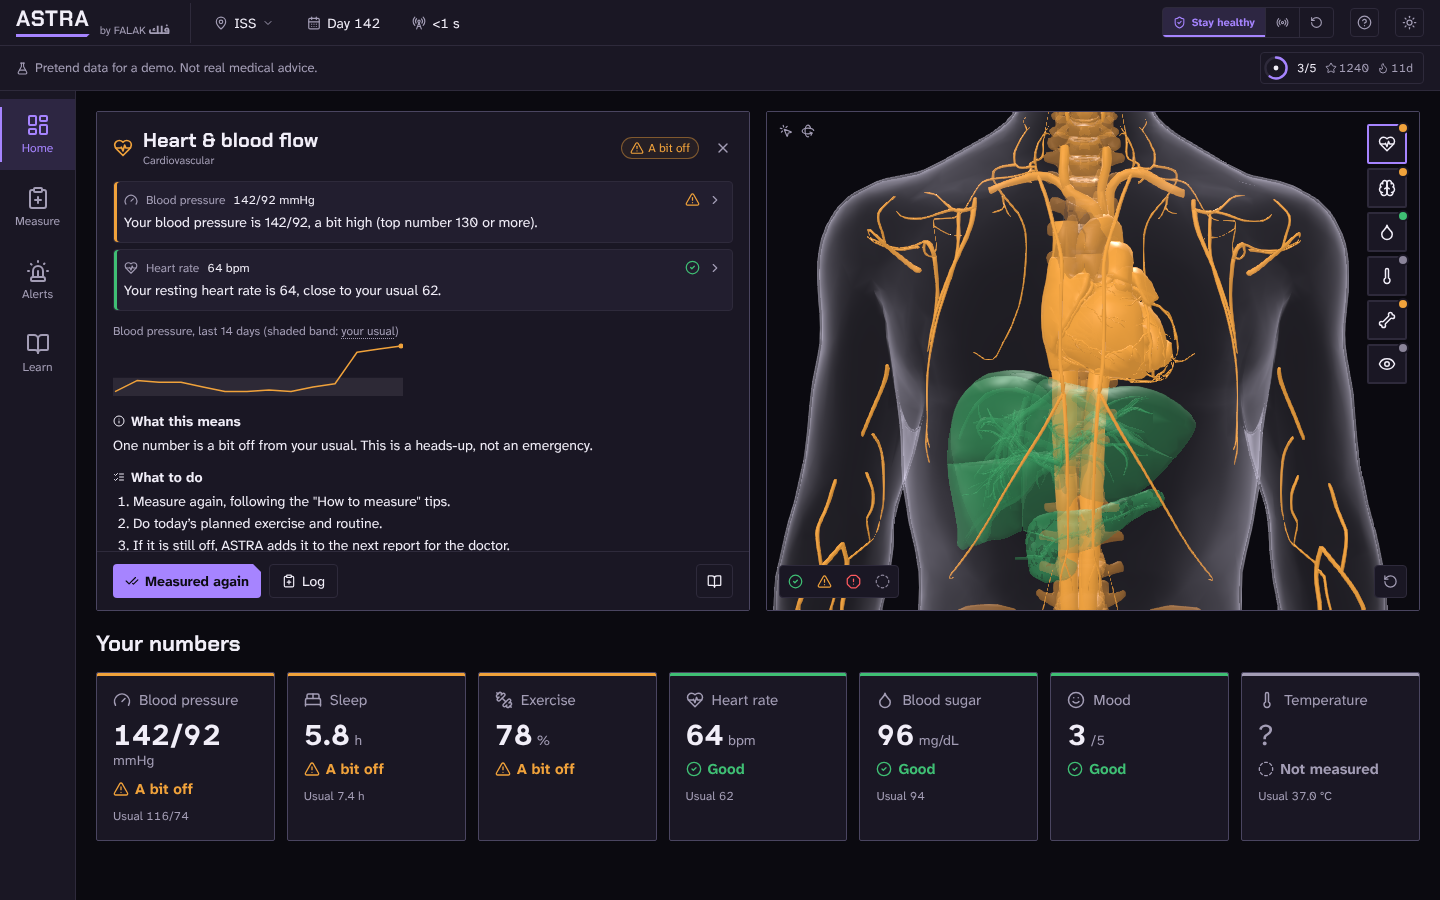 ASTRA
by FALAK فلك
ISS
Day 142
<1 s
Stay healthy
Pretend data for a demo. Not real medical advice.
3/5
1240
11d
Home
Measure
Alerts
Learn
Heart & blood flow
Cardiovascular
A bit off
Blood pressure 142/92 mmHg
Your blood pressure is 142/92, a bit high (top number 130 or more).
Heart rate 64 bpm
Your resting heart rate is 64, close to your usual 62.
Blood pressure, last 14 days (shaded band: your usual)
What this means
One number is a bit off from your usual. This is a heads-up, not an emergency.
What to do
1. Measure again, following the "How to measure" tips.
2. Do today's planned exercise and routine.
3. If it is still off, ASTRA adds it to the next report for the doctor.
Measured again
Log
Your numbers
Blood pressure
142/92
mmHg
A bit off
Usual 116/74
Sleep
5.8 h
A bit off
Usual 7.4 h
Exercise
78 %
A bit off
Heart rate
64 bpm
Good
Usual 62
Blood sugar
96 mg/dL
Good
Usual 94
Mood
3 /5
Good
Temperature
?
Not measured
Usual 37.0 °C